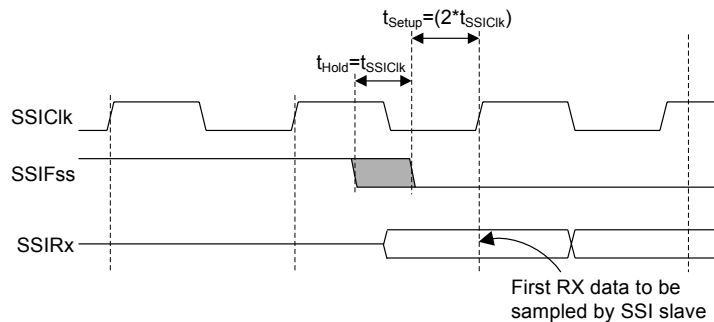 tSetup=(2*tSSIClk)
tHold=tSSIClk
SSIClk
SSIFss
SSIRx
First RX data to be
sampled by SSI slave